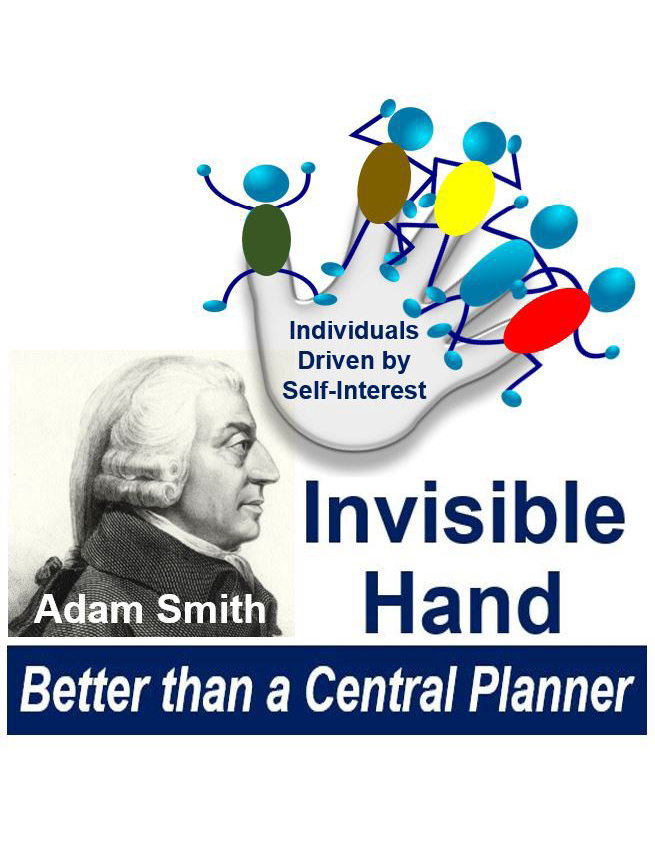 Individuals
Driven by
Self-Interest
Adam Smith
Invisible
Hand
Better than a Central Planner